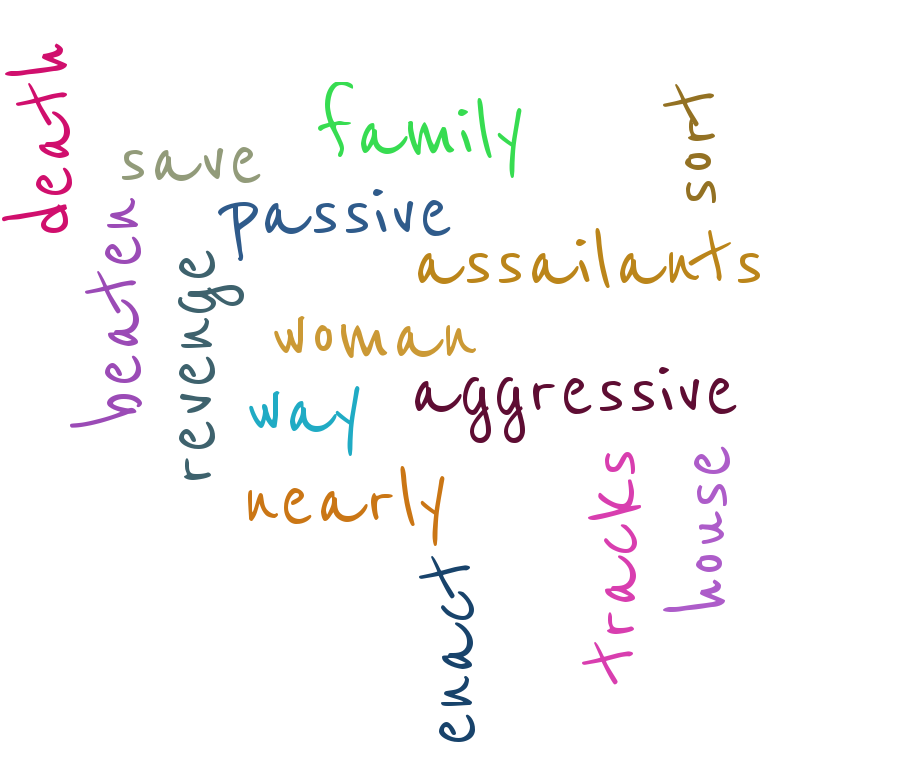 death
family
sort
save
passive
beaten
assailants
revenge
woman
aggressive
way
nearly
tracks
house
enact